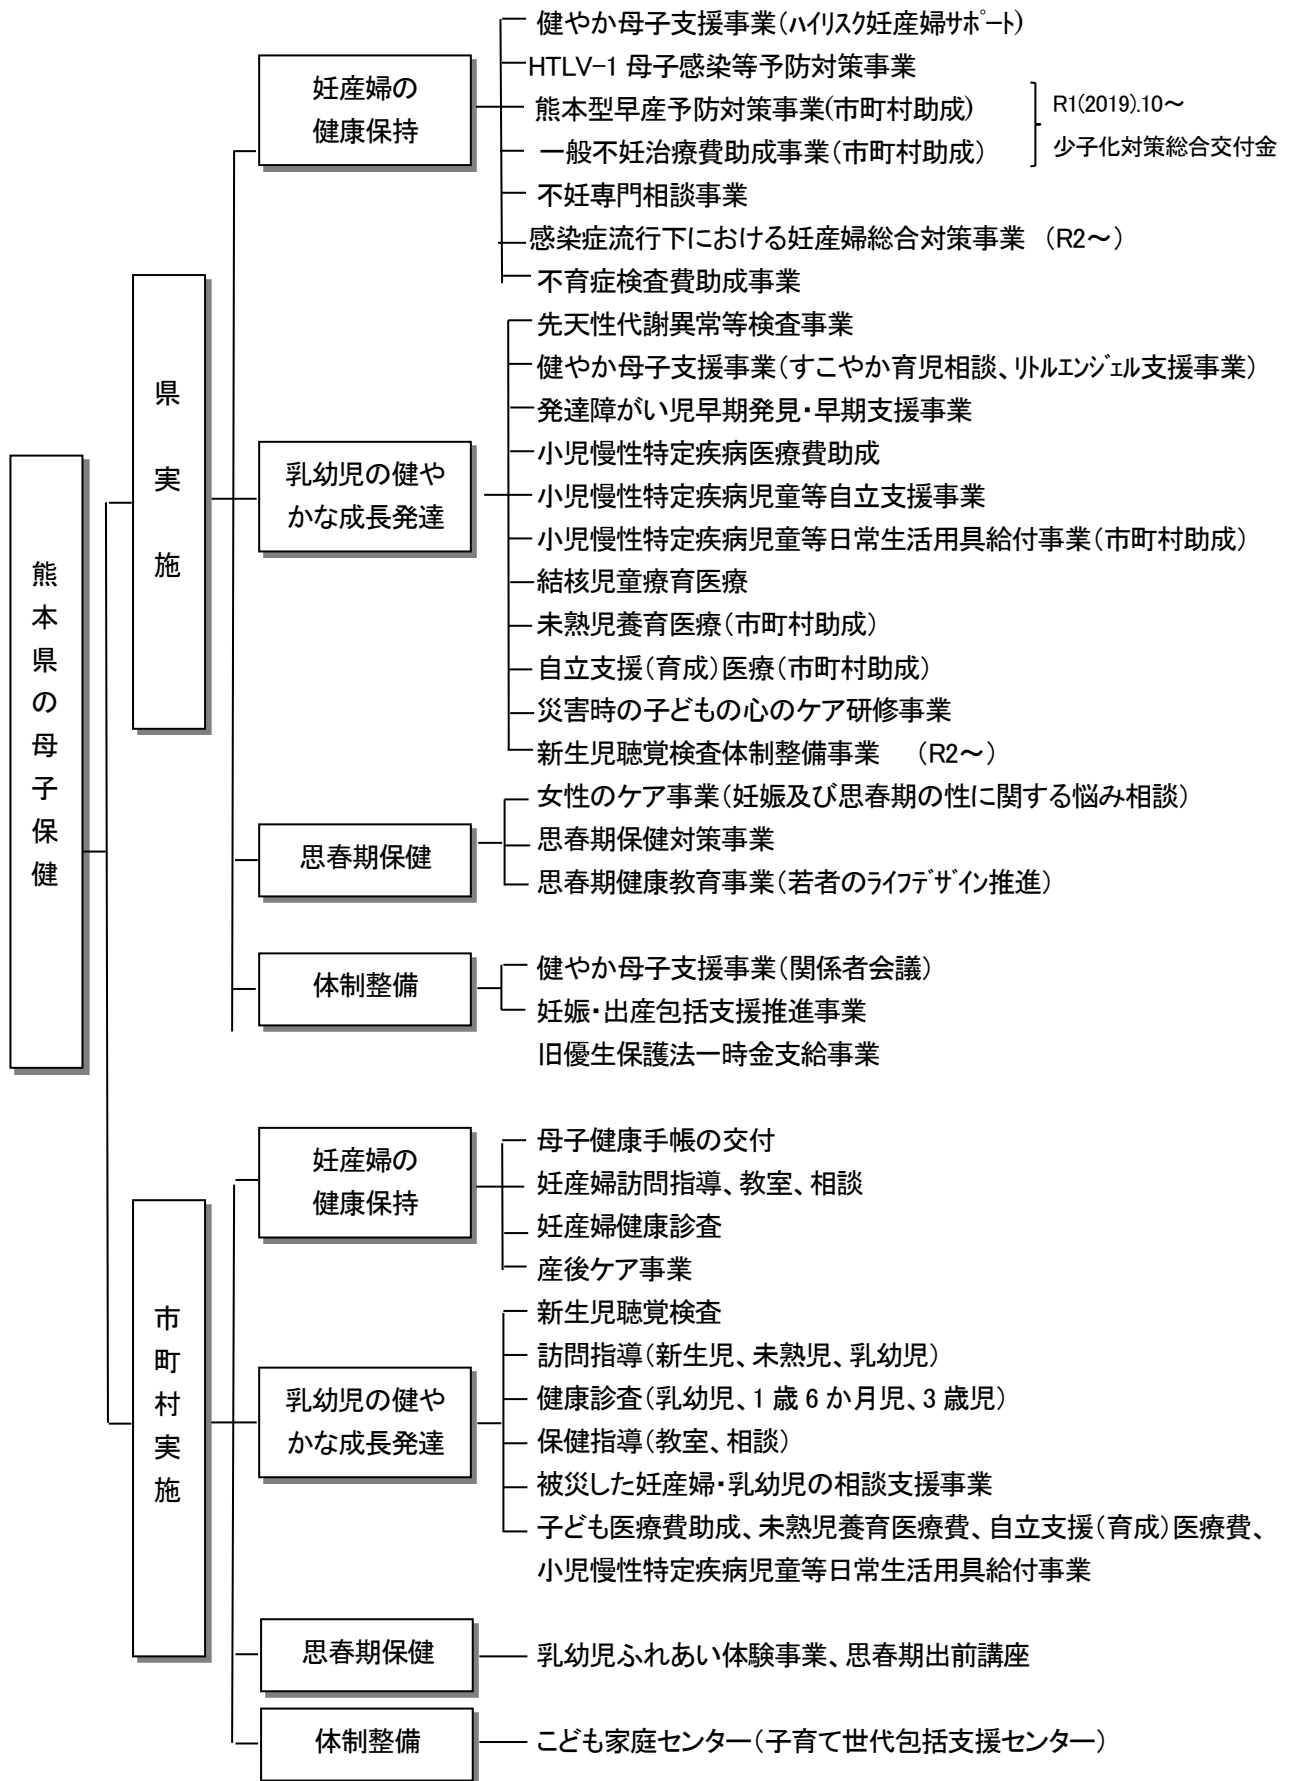 熊本県の母子保健
県実施
妊産婦の
健康保持
健やか母子支援事業(ﾊｲﾘｽｸ妊産婦ｻﾎﾟｰﾄ)
HTLV-1 母子感染等予防対策事業
熊本型早産予防対策事業(市町村助成)
一般不妊治療費助成事業(市町村助成)
R1(2019).10～
少子化対策総合交付金
不妊専門相談事業
感染症流行下における妊産婦総合対策事業 (R2～)
不育症検査費助成事業
乳幼児の健や
かな成長発達
先天性代謝異常等検査事業
健やか母子支援事業(すこやか育児相談、ﾘﾄﾙｴﾝｼﾞｪﾙ支援事業)
発達障がい児早期発見・早期支援事業
小児慢性特定疾病医療費助成
小児慢性特定疾病児童等自立支援事業
小児慢性特定疾病児童等日常生活用具給付事業(市町村助成)
結核児童療育医療
未熟児養育医療(市町村助成)
自立支援(育成)医療(市町村助成)
災害時の子どもの心のケア研修事業
新生児聴覚検査体制整備事業 (R2～)
思春期保健
女性のケア事業(妊娠及び思春期の性に関する悩み相談)
思春期保健対策事業
思春期健康教育事業(若者のﾗｲﾌﾃﾞｻﾞｲﾝ推進)
体制整備
健やか母子支援事業(関係者会議)
妊娠・出産包括支援推進事業
旧優生保護法一時金支給事業
市町村実施
妊産婦の
健康保持
母子健康手帳の交付
妊産婦訪問指導、教室、相談
妊産婦健康診査
産後ケア事業
乳幼児の健や
かな成長発達
新生児聴覚検査
訪問指導(新生児、未熟児、乳幼児)
健康診査(乳幼児、1 歳 6 か月児、3 歳児)
保健指導(教室、相談)
被災した妊産婦・乳幼児の相談支援事業
子ども医療費助成、未熟児養育医療費、自立支援(育成)医療費、
小児慢性特定疾病児童等日常生活用具給付事業
思春期保健
乳幼児ふれあい体験事業、思春期出前講座
体制整備
こども家庭センター(子育て世代包括支援センター)